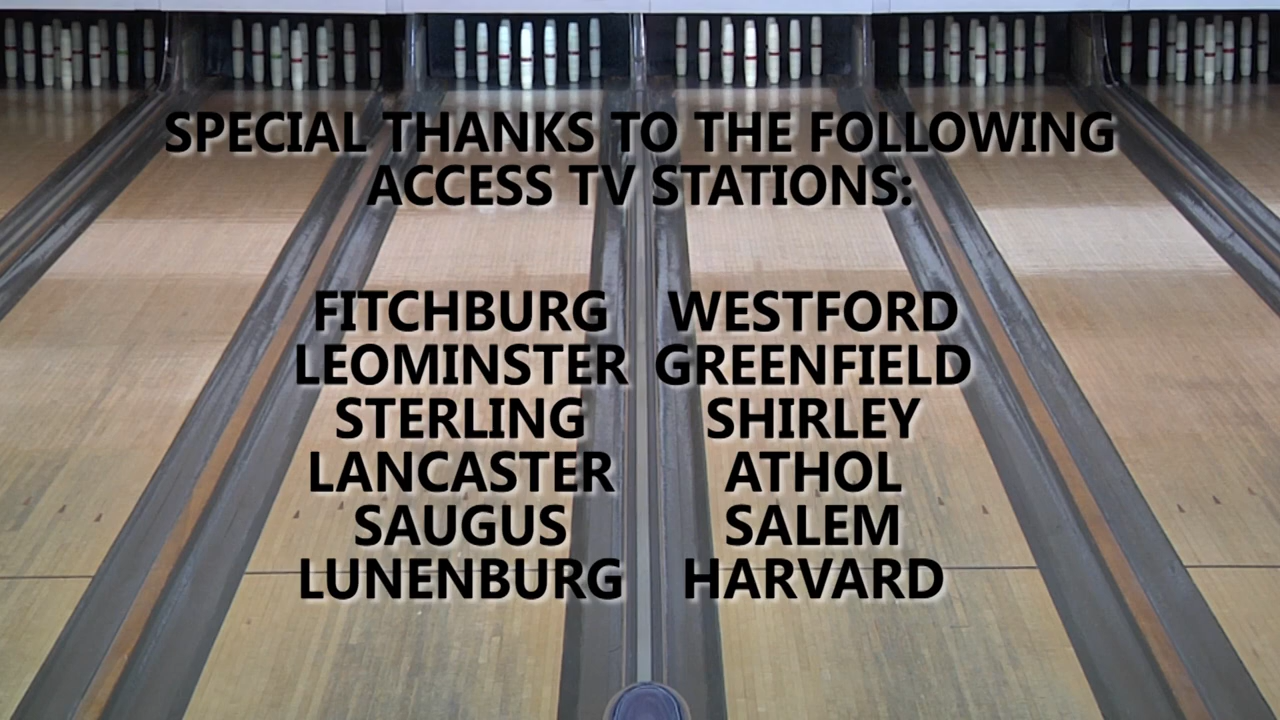 SPECIAL THANKS TO THE FOLLOWING
ACCESS TV STATIONS:
FITCHBURG
LEOMINSTER
STERLING
LANCASTER
SAUGUS
LUNENBURG
WESTFORD
GREENFIELD
SHIRLEY
ATHOL
SALEM
HARVARD